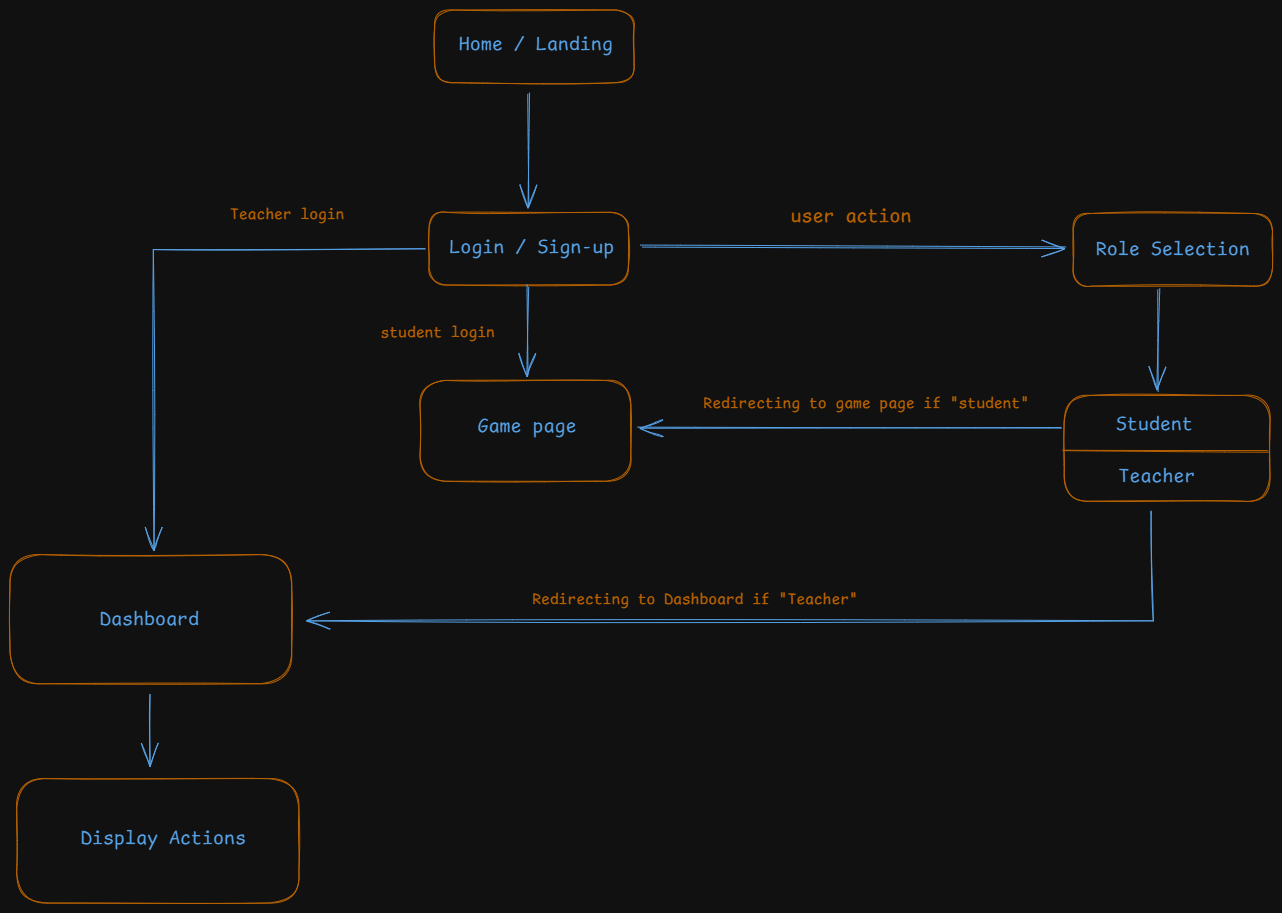 Home / Landing
Teacher login
user action
Login / Sign-up
Role Selection
student login
Redirecting to game page if "student"
Game page
Student
Teacher
Redirecting to Dashboard if "Teacher"
Dashboard
Display Actions